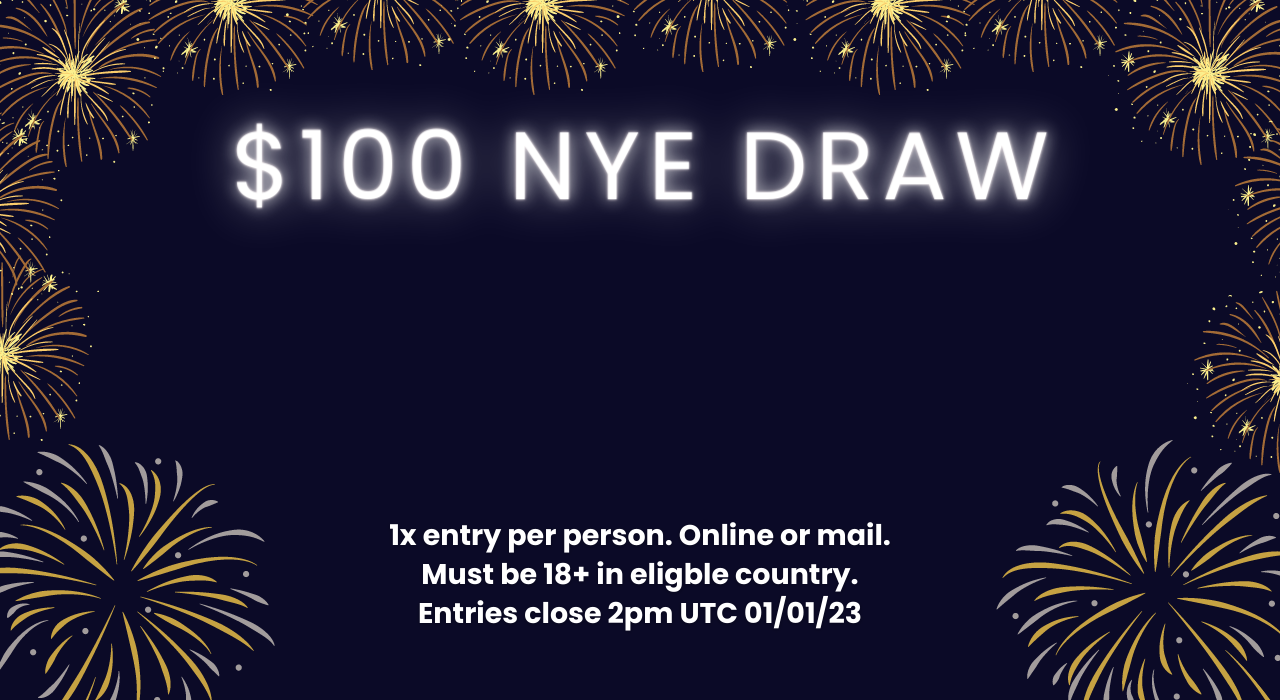 $100 NYE DRAW
1x entry per person. Online or mail.
Must be 18+ in eligble country.
Entries close 2pm UTC 01/01/23